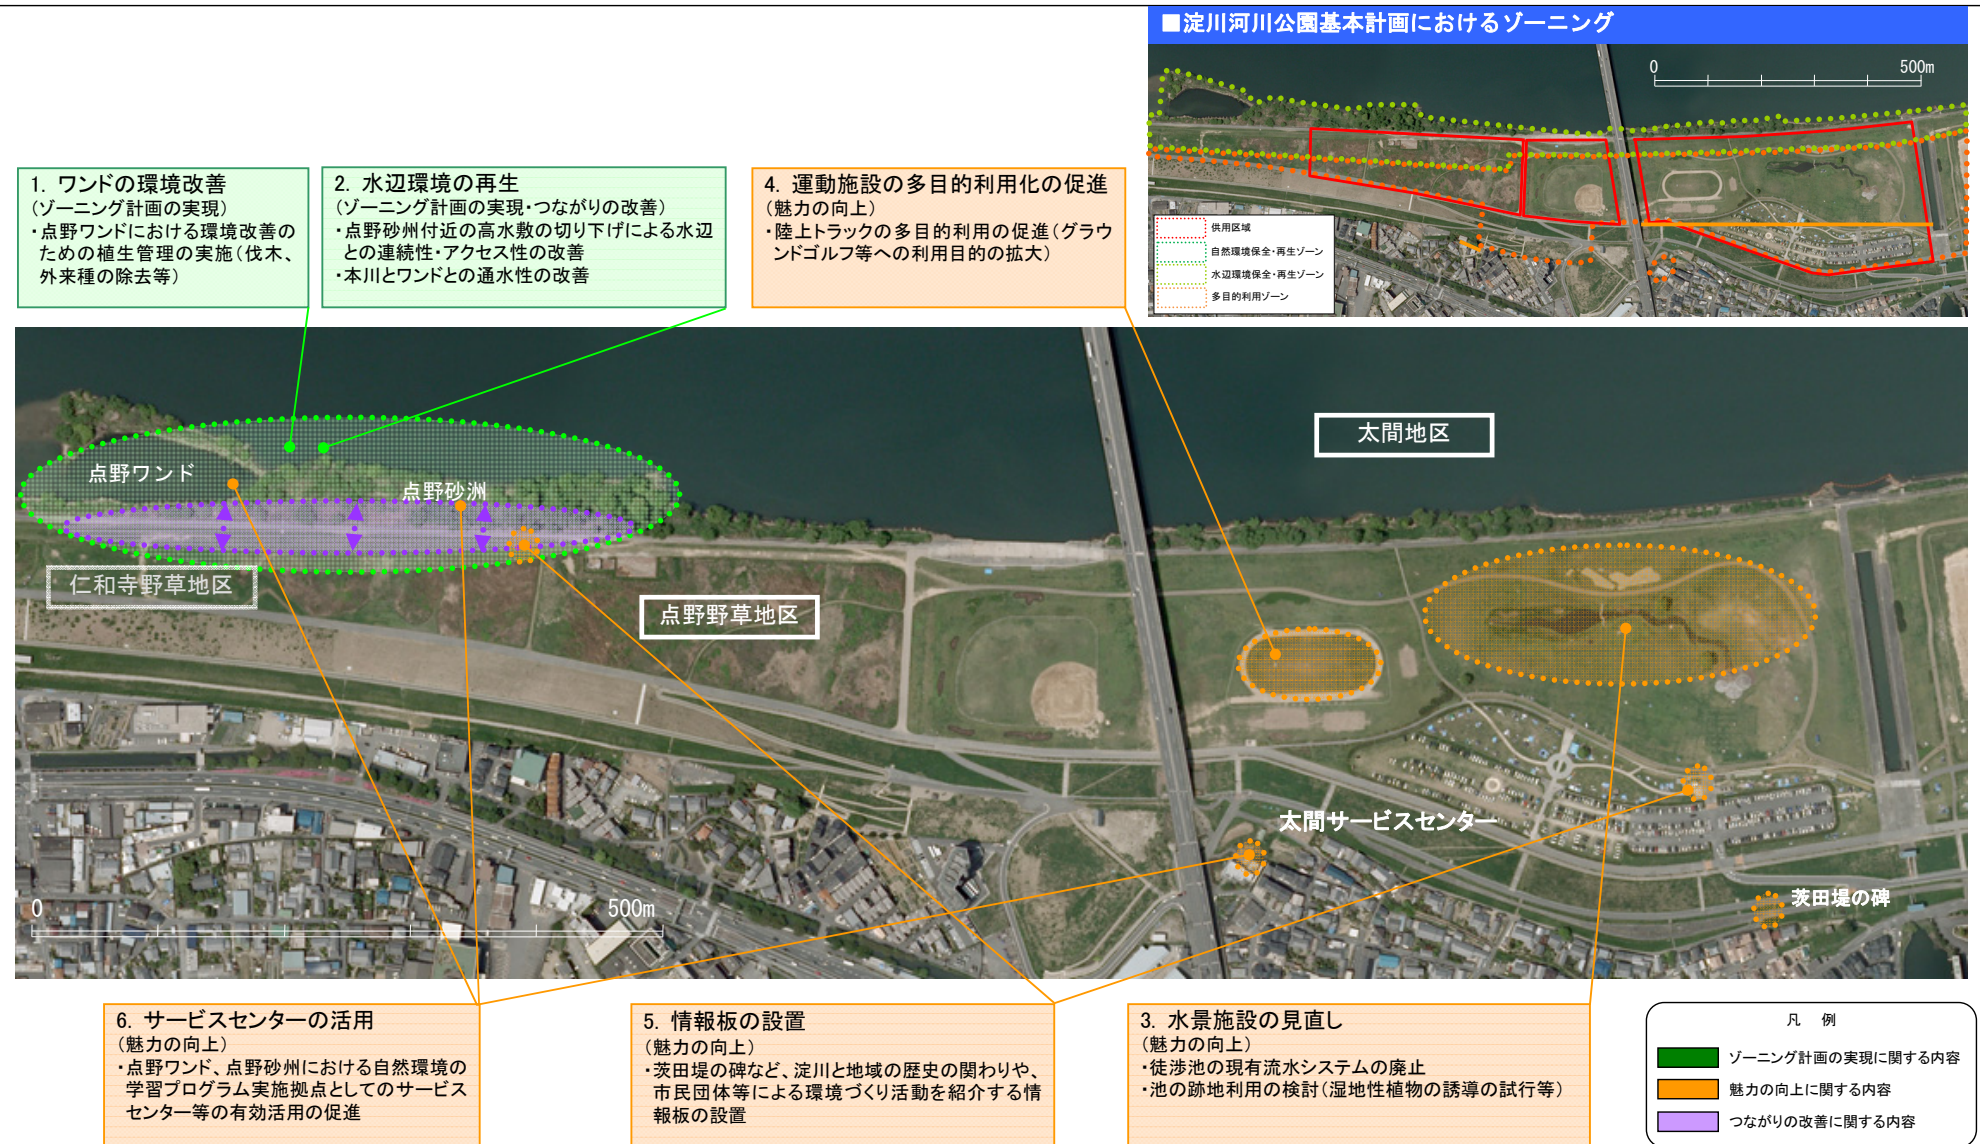 ■淀川河川公園基本計画におけるゾーニング
0
500m
供用区域
自然環境保全・再生ゾーン
水辺環境保全・再生ゾーン
多目的利用ゾーン
1. ワンドの環境改善
(ゾーニング計画の実現)
・点野ワンドにおける環境改善の
ための植生管理の実施(伐木、
外来種の除去等)
2. 水辺環境の再生
(ゾーニング計画の実現・つながりの改善)
・点野砂州付近の高水敷の切り下げによる水辺
との連続性・アクセス性の改善
・本川とワンドとの通水性の改善
4. 運動施設の多目的利用化の促進
(魅力の向上)
・陸上トラックの多目的利用の促進(グラウ
ンドゴルフ等への利用目的の拡大)
太間地区
点野ワンド
点野砂洲
仁和寺野草地区
点野野草地区
太間サービスセンター
茨田堤の碑
0
500m
6. サービスセンターの活用
(魅力の向上)
・点野ワンド、点野砂州における自然環境の
学習プログラム実施拠点としてのサービス
センター等の有効活用の促進
5. 情報板の設置
(魅力の向上)
・茨田堤の碑など、淀川と地域の歴史の関わりや、
市民団体等による環境づくり活動を紹介する情
報板の設置
3. 水景施設の見直し
(魅力の向上)
・徒渉池の現有流水システムの廃止
・池の跡地利用の検討(湿地性植物の誘導の試行等)
凡 例
ゾーニング計画の実現に関する内容
魅力の向上に関する内容
つながりの改善に関する内容